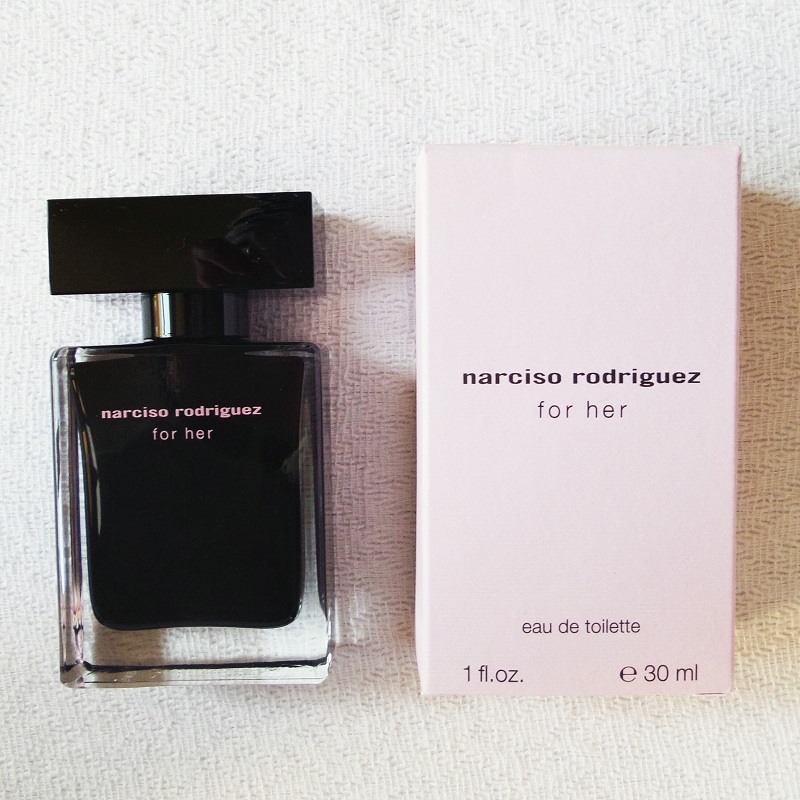 narciso rodriguez
for her
narciso rodriguez
for her
eau de toilette
1 fl.oz. ℮ 30 ml